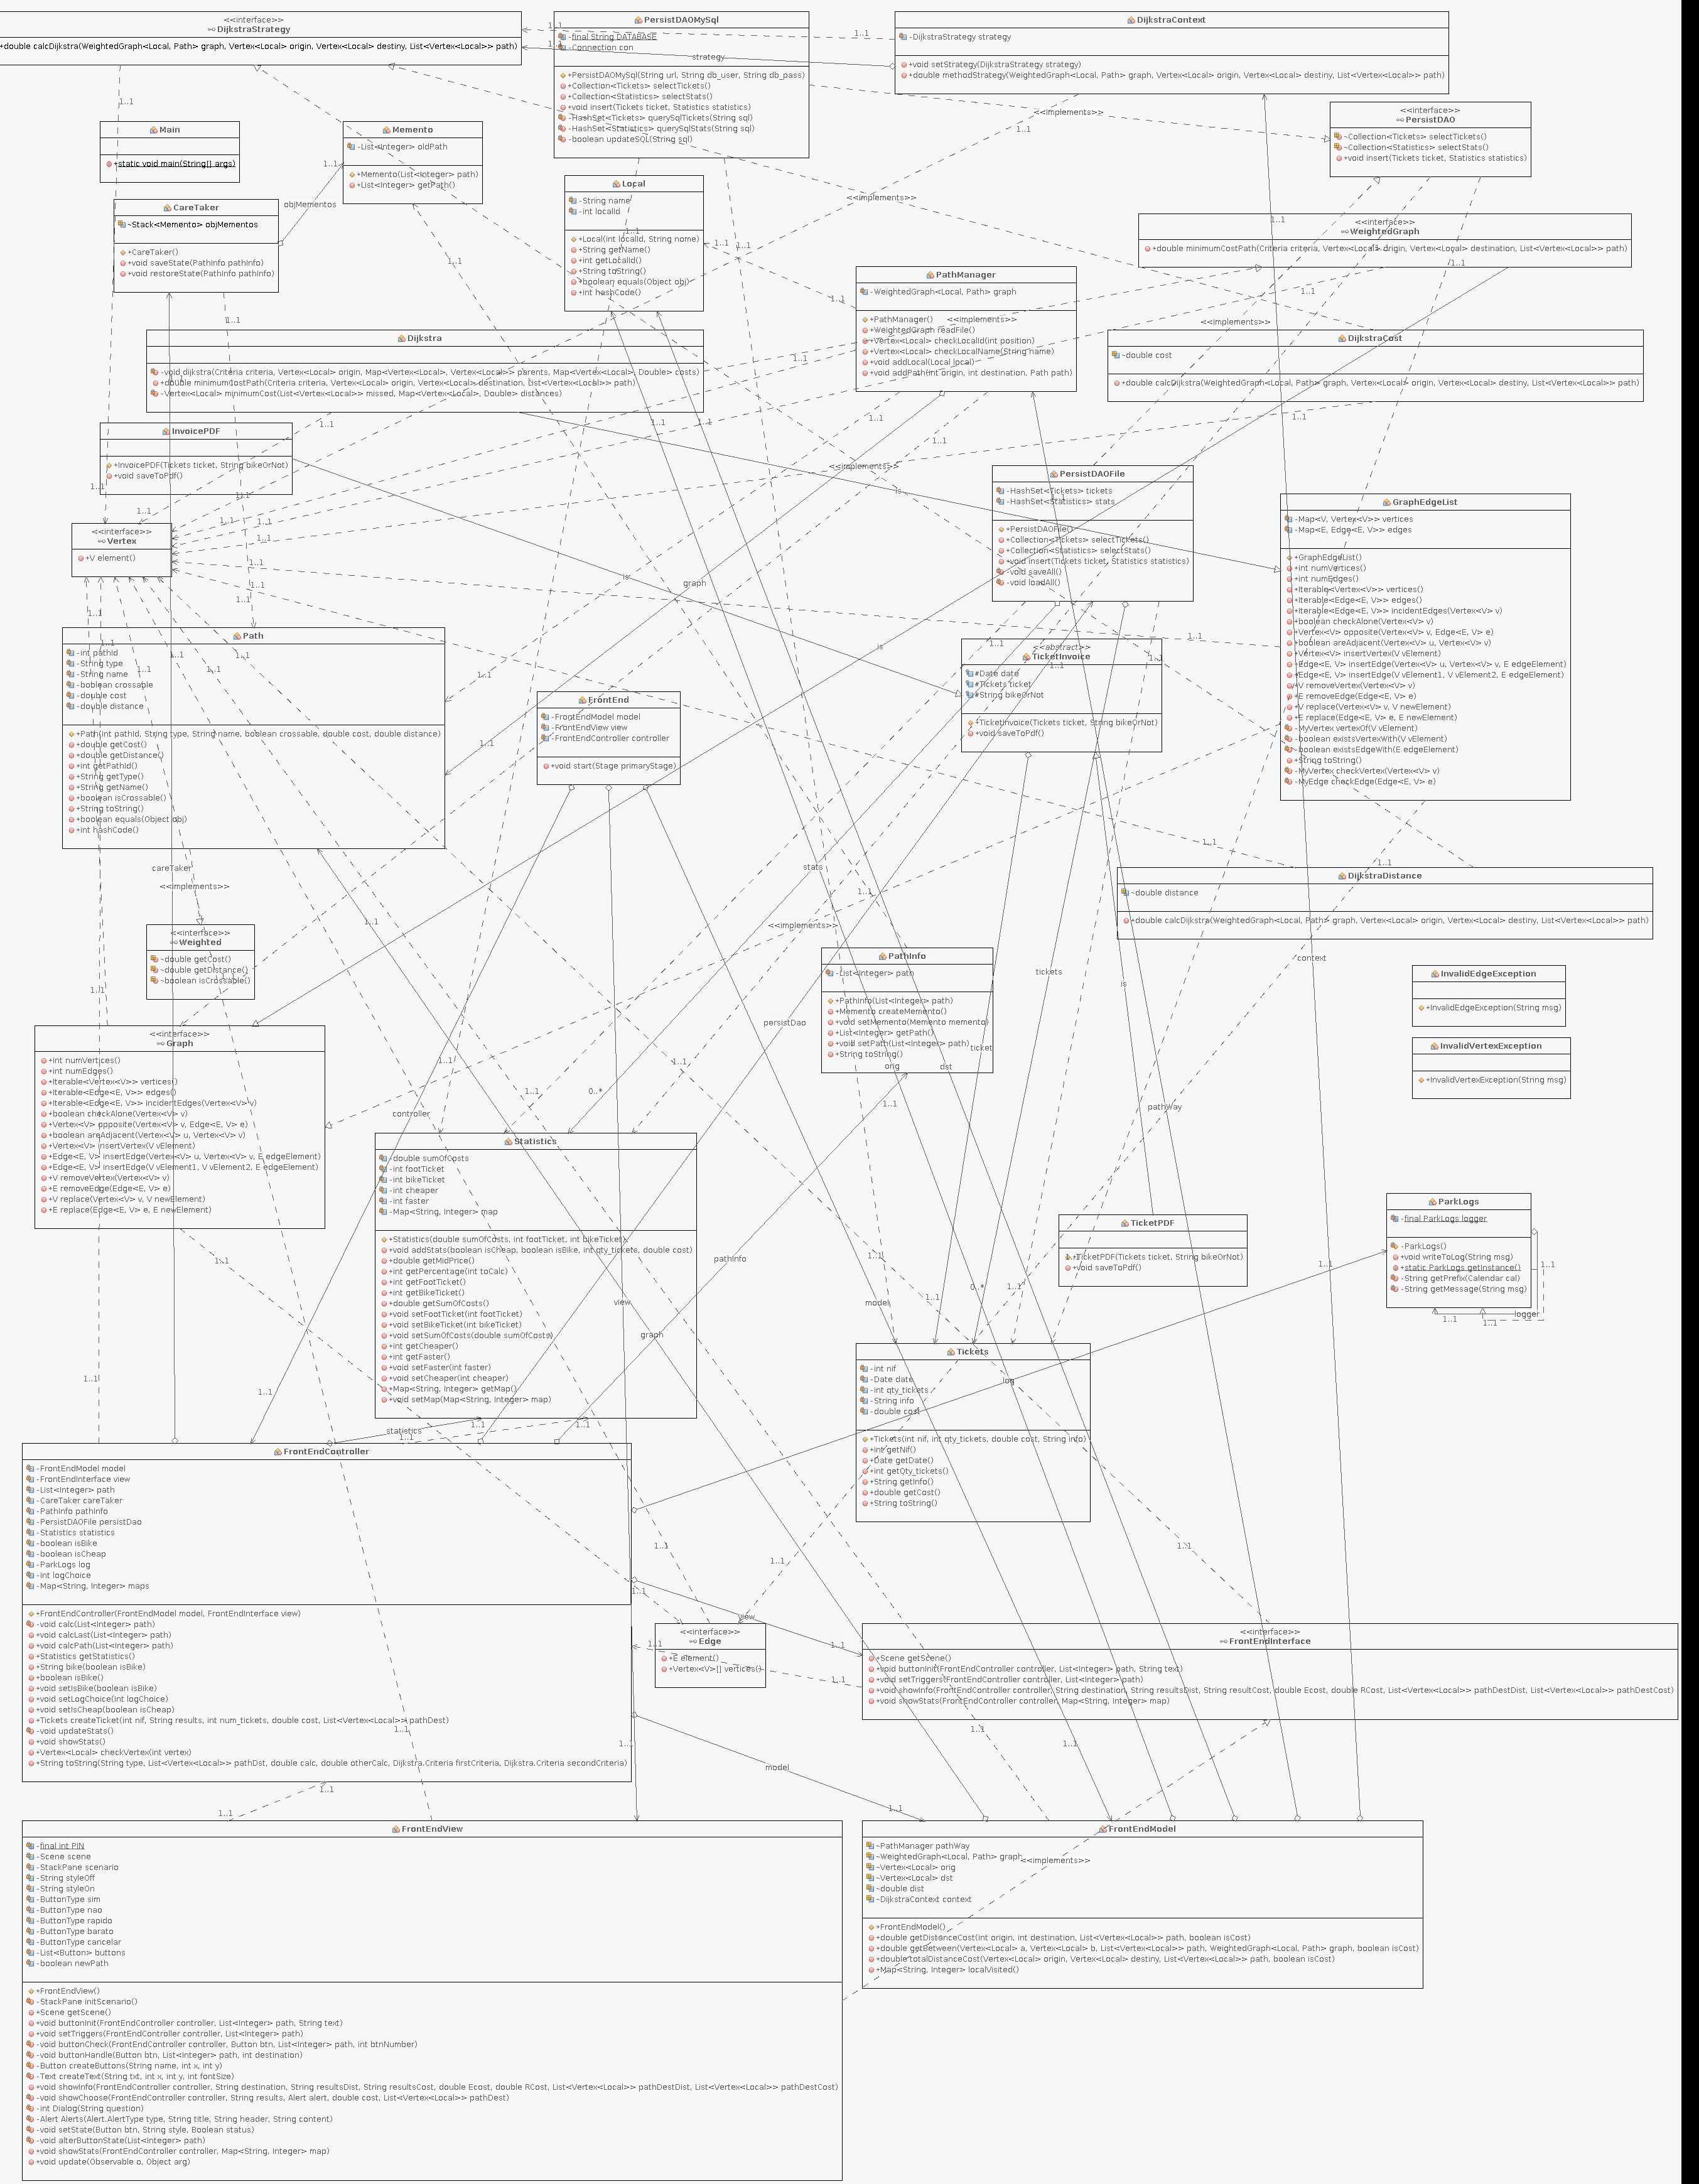 <<interface>>
DijkstraStrategy
+double calcDijkstra(WeightedGraph<Local, Path> graph, Vertex<Local> origin, Vertex<Local> destiny, List<Vertex<Local>> path)
PersistDAOMySql
-final String DATABASE
-Connection con
+PersistDAOMySql(String url, String db_user, String db_pass)
+Collection<Tickets> selectTickets()
+Collection<Statistics> selectStats()
+void insert(Tickets ticket, Statistics statistics)
-HashSet<Tickets> querySqlTickets(String sql)
-HashSet<Statistics> querySqlStats(String sql)
-boolean updateSQL(String sql)
DijkstraContext
-DijkstraStrategy strategy
+void setStrategy(DijkstraStrategy strategy)
+double methodStrategy(WeightedGraph<Local, Path> graph, Vertex<Local> origin, Vertex<Local> destiny, List<Vertex<Local>> path)
strategy
1..1
<<implements>>
<<interface>>
PersistDAO
~Collection<Tickets> selectTickets()
~Collection<Statistics> selectStats()
+void insert(Tickets ticket, Statistics statistics)
Main
+static void main(String[] args)
Memento
-List<Integer> oldPath
+Memento(List<Integer> path)
+List<Integer> getPath()
objMementos
CareTaker
~Stack<Memento> objMementos
+CareTaker()
+void saveState(PathInfo pathInfo)
+void restoreState(PathInfo pathInfo)
Local
-String name
-int localId
+Local(int localId, String nome)
+String getName()
+int getLocalId()
+String toString()
+boolean equals(Object obj)
+int hashCode()
<<implements>>
<<interface>>
WeightedGraph
+double minimumCostPath(Criteria criteria, Vertex<Local> origin, Vertex<Local> destination, List<Vertex<Local>> path)
PathManager
-WeightedGraph<Local, Path> graph
+PathManager()
<<implements>>
+WeightedGraph readFile()
+Vertex<Local> checkLocalId(int position)
+Vertex<Local> checkLocalName(String name)
+void addLocal(Local local)
+void addPath(int origin, int destination, Path path)
<<implements>>
Dijkstra
-void dijkstra(Criteria criteria, Vertex<Local> origin, Map<Vertex<Local>, Vertex<Local>> parents, Map<Vertex<Local>, Double> costs)
+double minimumCostPath(Criteria criteria, Vertex<Local> origin, Vertex<Local> destination, List<Vertex<Local>> path)
-Vertex<Local> minimumCost(List<Vertex<Local>> missed, Map<Vertex<Local>, Double> distances)
DijkstraCost
~double cost
+double calcDijkstra(WeightedGraph<Local, Path> graph, Vertex<Local> origin, Vertex<Local> destiny, List<Vertex<Local>> path)
InvoicePDF
+InvoicePDF(Tickets ticket, String bikeOrNot)
+void saveToPdf()
<<implements>>
PersistDAOFile
-HashSet<Tickets> tickets
-HashSet<Statistics> stats
+PersistDAOFile()
+Collection<Tickets> selectTickets()
+Collection<Statistics> selectStats()
+void insert(Tickets ticket, Statistics statistics)
-void saveAll()
-void loadAll()
GraphEdgeList
-Map<V, Vertex<V>> vertices
-Map<E, Edge<E, V>> edges
+GraphEdgeList()
+int numVertices()
+int numEdges()
+Iterable<Vertex<V>> vertices()
+Iterable<Edge<E, V>> edges()
+Iterable<Edge<E, V>> incidentEdges(Vertex<V> v)
+boolean checkAlone(Vertex<V> v)
+Vertex<V> opposite(Vertex<V> v, Edge<E, V> e)
+boolean areAdjacent(Vertex<V> u, Vertex<V> v)
+Vertex<V> insertVertex(V vElement)
+Edge<E, V> insertEdge(Vertex<V> u, Vertex<V> v, E edgeElement)
+Edge<E, V> insertEdge(V vElement1, V vElement2, E edgeElement)
+V removeVertex(Vertex<V> v)
+E removeEdge(Edge<E, V> e)
+V replace(Vertex<V> v, V newElement)
+E replace(Edge<E, V> e, E newElement)
-MyVertex vertexOf(V vElement)
-boolean existsVertexWith(V vElement)
-boolean existsEdgeWith(E edgeElement)
+String toString()
-MyVertex checkVertex(Vertex<V> v)
-MyEdge checkEdge(Edge<E, V> e)
<<interface>>
Vertex
+V element()
is
is
graph
is
Path
-int pathId
-String type
-String name
-boolean crossable
-double cost
-double distance
+Path(int pathId, String type, String name, boolean crossable, double cost, double distance)
+double getCost()
+double getDistance()
+int getPathId()
+String getType()
+String getName()
+boolean isCrossable()
+String toString()
+boolean equals(Object obj)
+int hashCode()
<<abstract>>
TicketInvoice
#Date date
#Tickets ticket
#String bikeOrNot
+TicketInvoice(Tickets ticket, String bikeOrNot)
+void saveToPdf()
FrontEnd
-FrontEndModel model
-FrontEndView view
-FrontEndController controller
+void start(Stage primaryStage)
careTaker
<<implements>>
stats
DijkstraDistance
~double distance
+double calcDijkstra(WeightedGraph<Local, Path> graph, Vertex<Local> origin, Vertex<Local> destiny, List<Vertex<Local>> path)
<<interface>>
Weighted
~double getCost()
~double getDistance()
~boolean isCrossable()
<<implements>>
PathInfo
-List<Integer> path
+PathInfo(List<Integer> path)
+Memento createMemento()
+void setMemento(Memento memento)
+List<Integer> getPath()
+void setPath(List<Integer> path)
+String toString()
tickets
is
context
InvalidEdgeException
+InvalidEdgeException(String msg)
InvalidVertexException
+InvalidVertexException(String msg)
persistDao
ticket
orig
dst
pathWay
controller
0..*
<<interface>>
Graph
+int numVertices()
+int numEdges()
+Iterable<Vertex<V>> vertices()
+Iterable<Edge<E, V>> edges()
+Iterable<Edge<E, V>> incidentEdges(Vertex<V> v)
+boolean checkAlone(Vertex<V> v)
+Vertex<V> opposite(Vertex<V> v, Edge<E, V> e)
+boolean areAdjacent(Vertex<V> u, Vertex<V> v)
+Vertex<V> insertVertex(V vElement)
+Edge<E, V> insertEdge(Vertex<V> u, Vertex<V> v, E edgeElement)
+Edge<E, V> insertEdge(V vElement1, V vElement2, E edgeElement)
+V removeVertex(Vertex<V> v)
+E removeEdge(Edge<E, V> e)
+V replace(Vertex<V> v, V newElement)
+E replace(Edge<E, V> e, E newElement)
Statistics
-double sumOfCosts
-int footTicket
-int bikeTicket
-int cheaper
-int faster
-Map<String, Integer> map
+Statistics(double sumOfCosts, int footTicket, int bikeTicket)
+void addStats(boolean isCheap, boolean isBike, int qty_tickets, double cost)
+double getMidPrice()
+int getPercentage(int toCalc)
+int getFootTicket()
+int getBikeTicket()
+double getSumOfCosts()
+void setFootTicket(int footTicket)
+void setBikeTicket(int bikeTicket)
+void setSumOfCosts(double sumOfCosts)
+int getCheaper()
+int getFaster()
+void setFaster(int faster)
+void setCheaper(int cheaper)
+Map<String, Integer> getMap()
+void setMap(Map<String, Integer> map)
TicketPDF
+TicketPDF(Tickets ticket, String bikeOrNot)
+void saveToPdf()
ParkLogs
-final ParkLogs logger
-ParkLogs()
+void writeToLog(String msg)
+static ParkLogs getInstance()
-String getPrefix(Calendar cal)
-String getMessage(String msg)
logger
pathInfo
view
model
graph
0..*
Tickets
-int nif
-Date date
-int qty_tickets
-String info
-double cost
+Tickets(int nif, int qty_tickets, double cost, String info)
+int getNif()
+Date getDate()
+int getQty_tickets()
+String getInfo()
+double getCost()
+String toString()
log
statistics
FrontEndController
-FrontEndModel model
-FrontEndInterface view
-List<Integer> path
-CareTaker careTaker
-PathInfo pathInfo
-PersistDAOFile persistDao
-Statistics statistics
-boolean isBike
-boolean isCheap
-ParkLogs log
-int logChoice
-Map<String, Integer> maps
+FrontEndController(FrontEndModel model, FrontEndInterface view)
-void calc(List<Integer> path)
+void calcLast(List<Integer> path)
+void calcPath(List<Integer> path)
+Statistics getStatistics()
+String bike(boolean isBike)
+boolean isBike()
+void setIsBike(boolean isBike)
+void setLogChoice(int logChoice)
+void setIsCheap(boolean isCheap)
+Tickets createTicket(int nif, String results, int num_tickets, double cost, List<Vertex<Local>> pathDest)
-void updateStats()
+void showStats()
+Vertex<Local> checkVertex(int vertex)
+String toString(String type, List<Vertex<Local>> pathDst, double calc, double otherCalc, Dijkstra.Criteria firstCriteria, Dijkstra.Criteria secondCriteria)
view
<<interface>>
Edge
+E element()
+Vertex<V>[] vertices()
<<interface>>
FrontEndInterface
+Scene getScene()
+void buttonInit(FrontEndController controller, List<Integer> path, String text)
+void setTriggers(FrontEndController controller, List<Integer> path)
+void showInfo(FrontEndController controller, String destination, String resultsDist, String resultCost, double Ecost, double RCost, List<Vertex<Local>> pathDestDist, List<Vertex<Local>> pathDestCost)
+void showStats(FrontEndController controller, Map<String, Integer> map)
model
FrontEndView
-final int PIN
-Scene scene
-StackPane scenario
-String styleOff
-String styleOn
-ButtonType sim
-ButtonType nao
-ButtonType rapido
-ButtonType barato
-ButtonType cancelar
-List<Button> buttons
-boolean newPath
+FrontEndView()
-StackPane initScenario()
+Scene getScene()
+void buttonInit(FrontEndController controller, List<Integer> path, String text)
+void setTriggers(FrontEndController controller, List<Integer> path)
-void buttonCheck(FrontEndController controller, Button btn, List<Integer> path, int btnNumber)
-void buttonHandle(Button btn, List<Integer> path, int destination)
-Button createButtons(String name, int x, int y)
-Text createText(String txt, int x, int y, int fontSize)
+void showInfo(FrontEndController controller, String destination, String resultsDist, String resultsCost, double Ecost, double RCost, List<Vertex<Local>> pathDestDist, List<Vertex<Local>> pathDestCost)
-void showChoose(FrontEndController controller, String results, Alert alert, double cost, List<Vertex<Local>> pathDest)
-int Dialog(String question)
-Alert Alerts(Alert.AlertType type, String title, String header, String content)
-void setState(Button btn, String style, Boolean status)
-void alterButtonState(List<Integer> path)
+void showStats(FrontEndController controller, Map<String, Integer> map)
+void update(Observable o, Object arg)
FrontEndModel
~PathManager pathWay
~WeightedGraph<Local, Path> graph
<<implements>>
~Vertex<Local> orig
~Vertex<Local> dst
~double dist
~DijkstraContext context
+FrontEndModel()
+double getDistanceCost(int origin, int destination, List<Vertex<Local>> path, boolean isCost)
+double getBetween(Vertex<Local> a, Vertex<Local> b, List<Vertex<Local>> path, WeightedGraph<Local, Path> graph, boolean isCost)
+double totalDistanceCost(Vertex<Local> origin, Vertex<Local> destiny, List<Vertex<Local>> path, boolean isCost)
+Map<String, Integer> localVisited()